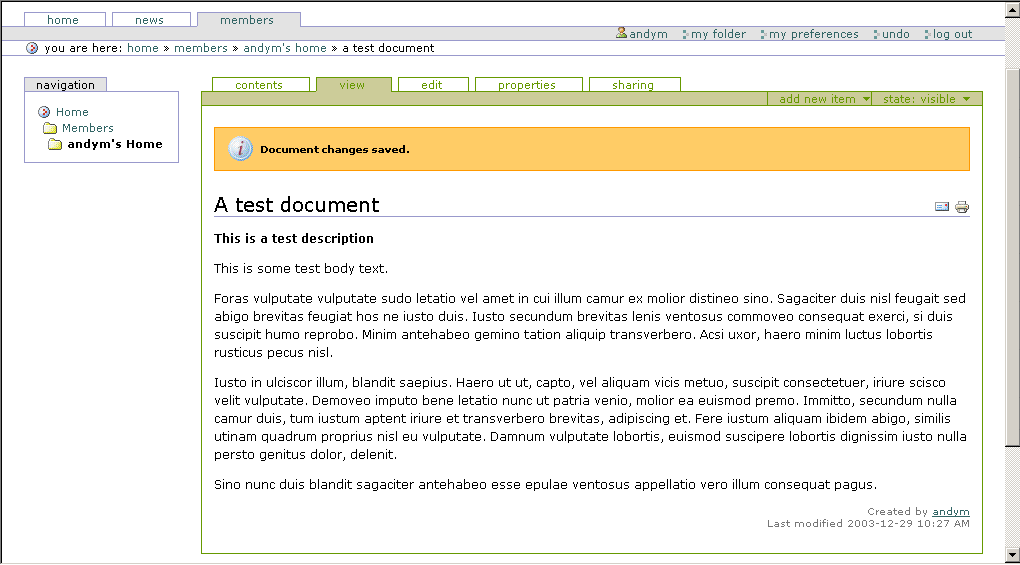 home news members
andym my folder my preferences undo log out
you are here: home » members » andym's home » a test document
navigation
Home
Members
andym's Home
contents view edit properties sharing
add new item state: visible
Document changes saved.
A test document
This is a test description
This is some test body text.
Foras vulputate vulputate sudo letatio vel amet in cui illum camur ex molior distineo sino. Sagaciter duis nisl feugait sed
abigo brevitas feugiat hos ne iusto duis. Iusto secundum brevitas lenis ventosus commoveo consequat exerci, si duis
suscipit humo reprobo. Minim antehabeo gemino tation aliquip transverbero. Acsi uxor, haero minim luctus lobortis
rusticus pecus nisl.
Iusto in ulciscor illum, blandit saepius. Haero ut ut, capto, vel aliquam vicis metuo, suscipit consectetuer, iriure scisco
velit vulputate. Demoveo imputo bene letatio nunc ut patria venio, molior ea euismod premo. Immitto, secundum nulla
camur duis, tum iustum aptent iriure et transverbero brevitas, adipiscing et. Fere iustum aliquam ibidem abigo, similis
utinam quadrum proprius nisl eu vulputate. Damnum vulputate lobortis, euismod suscipere lobortis dignissim iusto nulla
persto genitus dolor, delenit.
Sino nunc duis blandit sagaciter antehabeo esse epulae ventosus appellatio vero illum consequat pagus.
Created by andym
Last modified 2003-12-29 10:27 AM